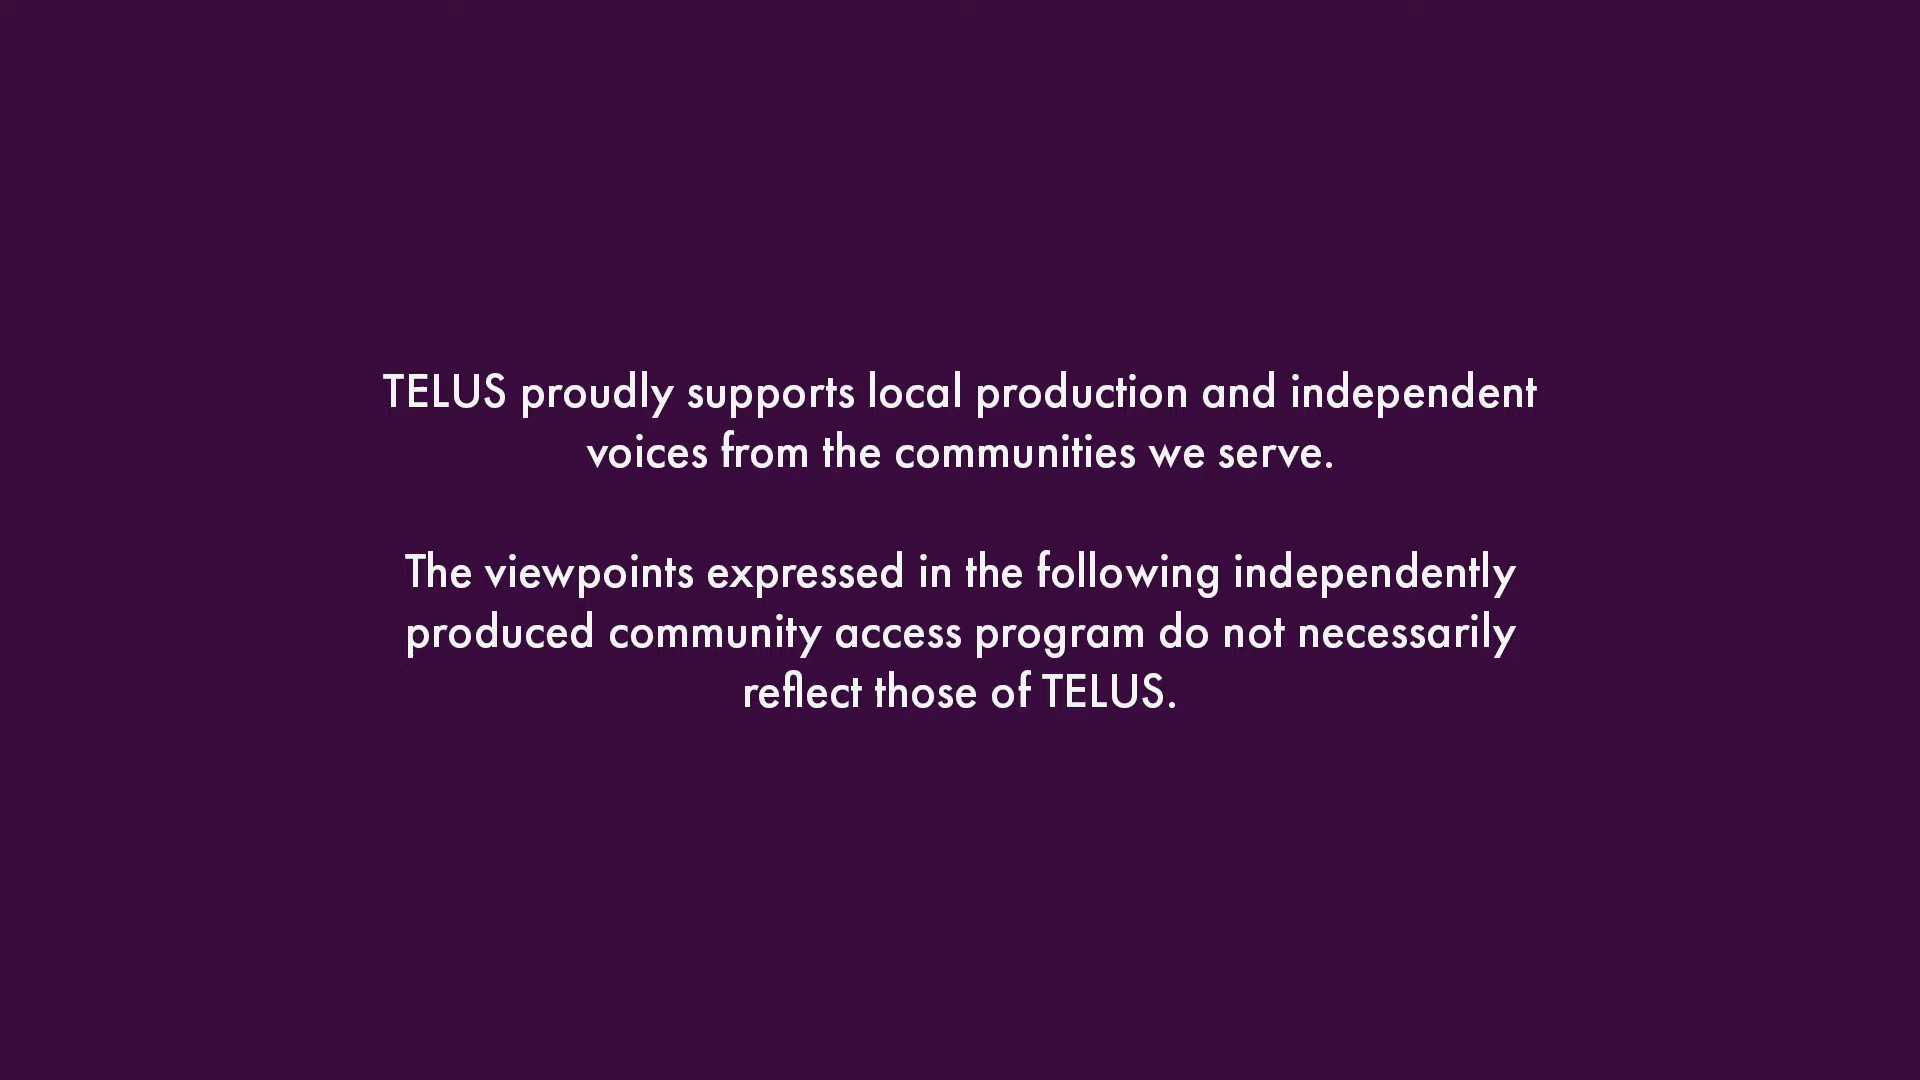 TELUS proudly supports local production and independent
voices from the communities we serve.
The viewpoints expressed in the following independently
produced community access program do not necessarily
reflect those of TELUS.